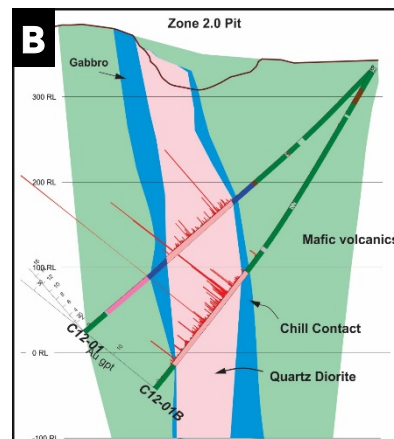 B
Zone 2.0 Pit
Gabbro
300 RL
200 RL
Mafic volcanics
100 RL
C12-01
Au gpt
Chill Contact
0 RL
Quartz Diorite
C12-01B
-100 RL